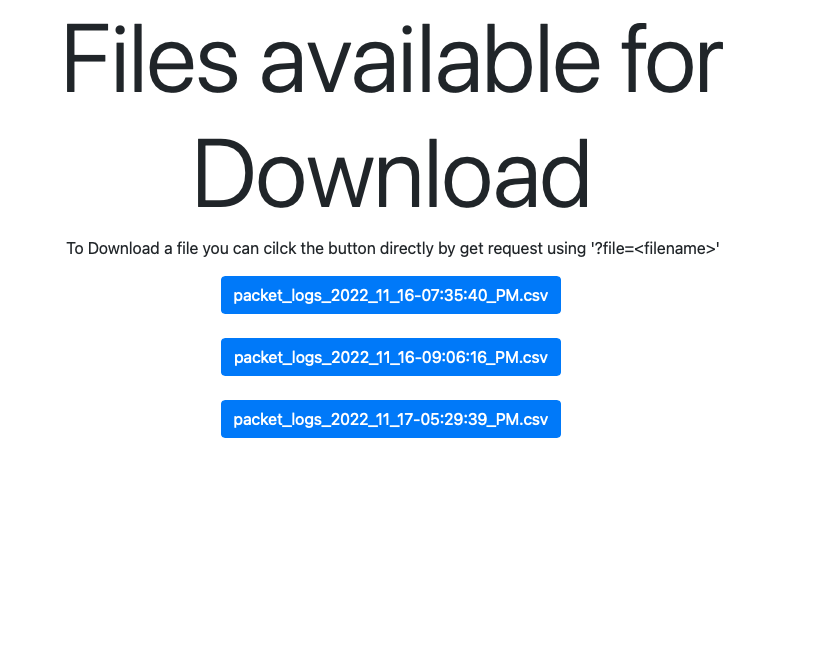 Files available for
Download
To Download a file you can cilck the button directly by get request using '?file=<filename>'
packet_logs_2022_11_16-07:35:40_PM.csv
packet_logs_2022_11_16-09:06:16_PM.csv
packet_logs_2022_11_17-05:29:39_PM.csv